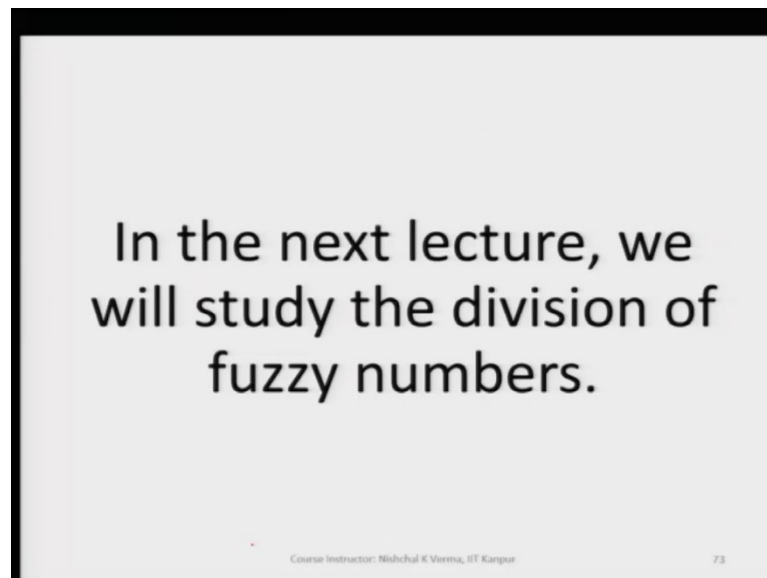 In the next lecture, we
will study the division of
fuzzy numbers.
Course Instructor: Nishchal K Verma, IIT Kanpur
73